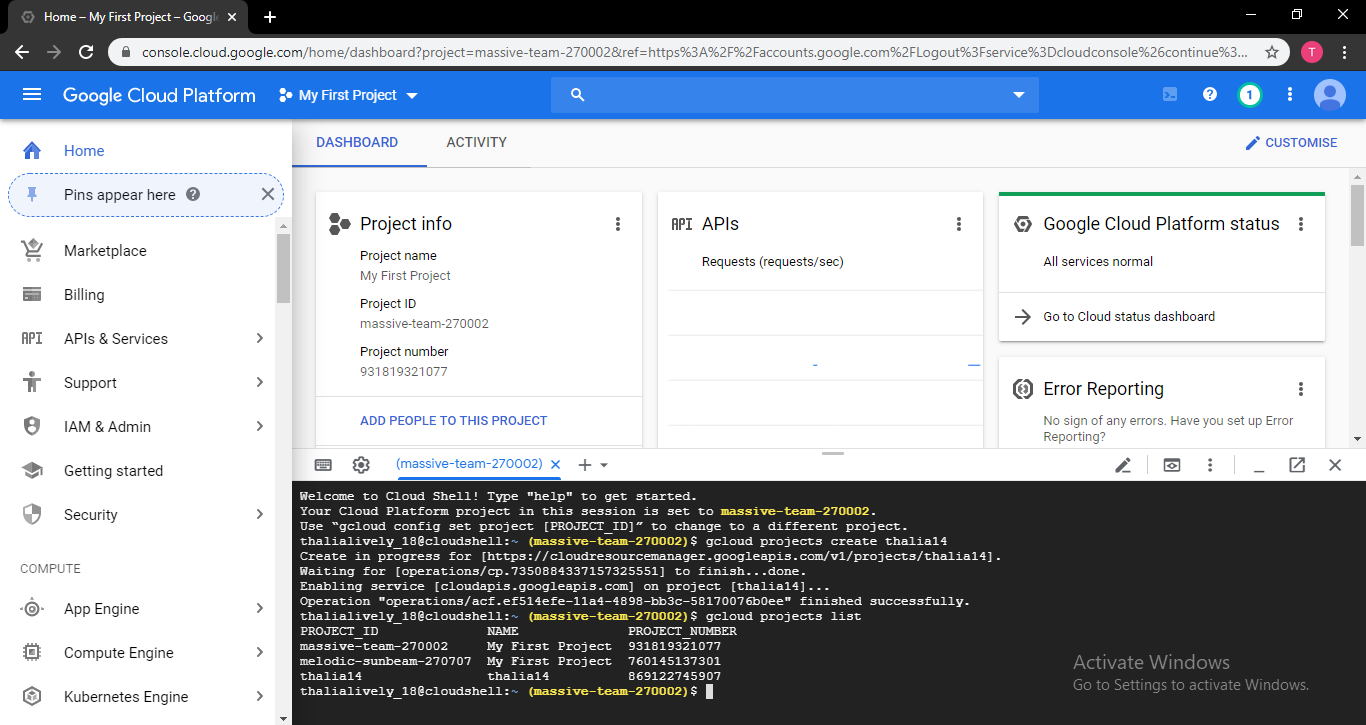 Home – My First Project – Google
console.cloud.google.com/home/dashboard?project=massive-team-270002&ref=https%3A%2F%2Faccounts.google.com%2FLogout%3Fservice%3Dcloudconsole%26continue%3...
T
Google Cloud Platform
My First Project
1
Home
Pins appear here
Marketplace
Billing
API APIs & Services
Support
IAM & Admin
Getting started
Security
COMPUTE
App Engine
Compute Engine
Kubernetes Engine
DASHBOARD ACTIVITY
CUSTOMISE
Project info
Project name
My First Project
Project ID
massive-team-270002
Project number
931819321077
ADD PEOPLE TO THIS PROJECT
API APIs
Requests (requests/sec)
Google Cloud Platform status
All services normal
Go to Cloud status dashboard
Error Reporting
No sign of any errors. Have you set up Error
Reporting?
(massive-team-270002)
Welcome to Cloud Shell! Type "help" to get started.
Your Cloud Platform project in this session is set to massive-team-270002.
Use “gcloud config set project [PROJECT_ID]” to change to a different project.
thalialively_18@cloudshell:~ (massive-team-270002)$ gcloud projects create thalia14
Create in progress for [https://cloudresourcemanager.googleapis.com/v1/projects/thalia14].
Waiting for [operations/cp.7350884337157325551] to finish...done.
Enabling service [cloudapis.googleapis.com] on project [thalia14]...
Operation "operations/acf.ef514efe-11a4-4898-bb3c-58170076b0ee" finished successfully.
thalialively_18@cloudshell:~ (massive-team-270002)$ gcloud projects list
PROJECT_ID NAME PROJECT_NUMBER
massive-team-270002 My First Project 931819321077
melodic-sunbeam-270707 My First Project 760145137301
thalia14 thalia14 869122745907
thalialively_18@cloudshell:~ (massive-team-270002)$
Activate Windows
Go to Settings to activate Windows.